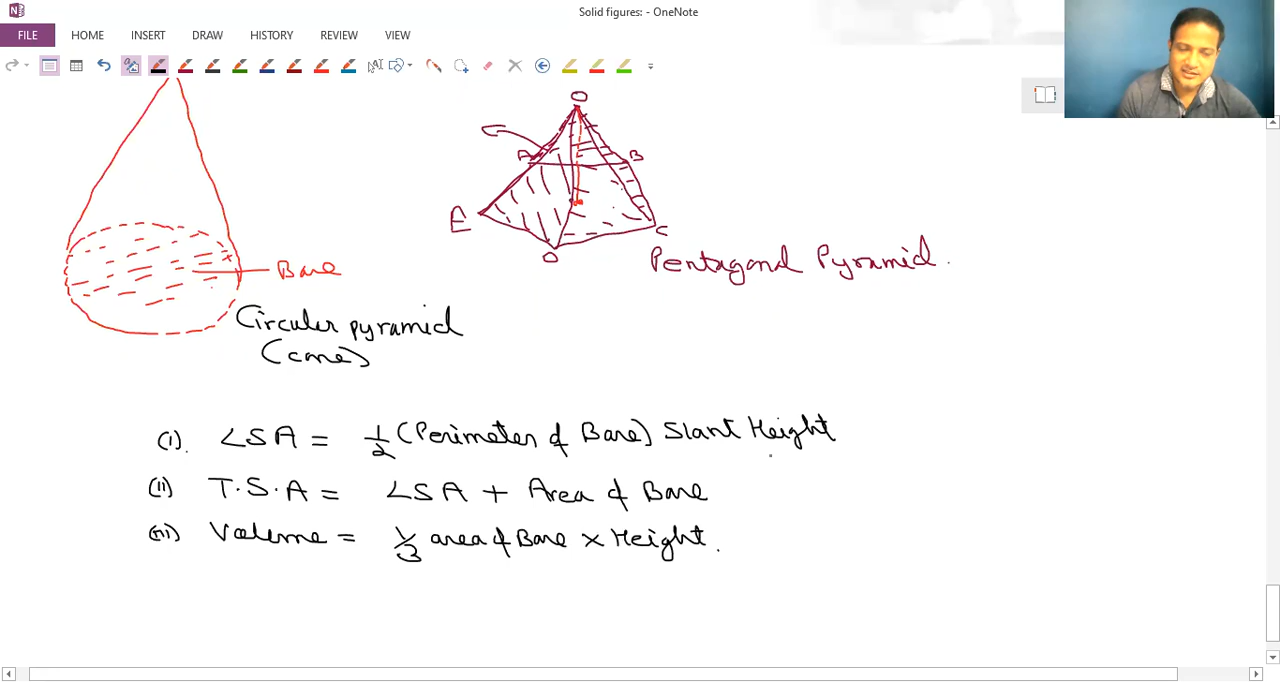 Solid figures: - OneNote
FILE HOME INSERT DRAW HISTORY REVIEW VIEW
O
A B
E C
D
Base
Pentagonal Pyramid.
Circular pyramid
(cone)
(i). LSA = 1/2 (Perimeter of Base) Slant Height
(ii) T.S.A = LSA + Area of Base
(iii) Volume = 1/3 area of Base × Height.